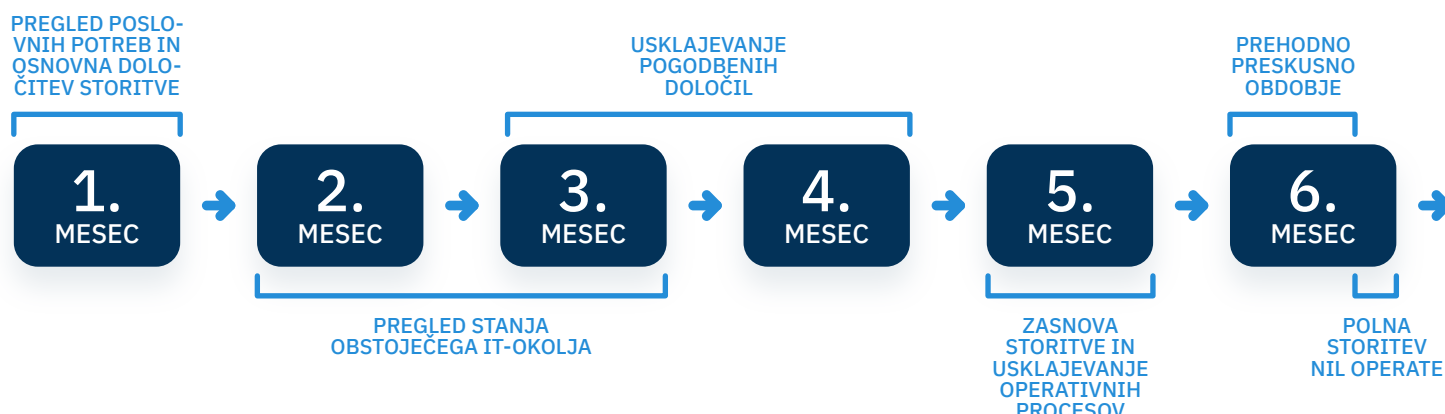 PREGLED POSLO-
VNIH POTREB IN
OSNOVNA DOLO-
ČITEV STORITVE
USKLAJEVANJE
POGODBENIH
DOLOČIL
PREHODNO
PRESKUSNO
OBDOBJE
1.
MESEC
2.
MESEC
3.
MESEC
4.
MESEC
5.
MESEC
6.
MESEC
PREGLED STANJA
OBSTOJEČEGA IT-OKOLJA
ZASNOVA
STORITVE IN
USKLAJEVANJE
OPERATIVNIH
PROCESOV
POLNA
STORITEV
NIL OPERATE